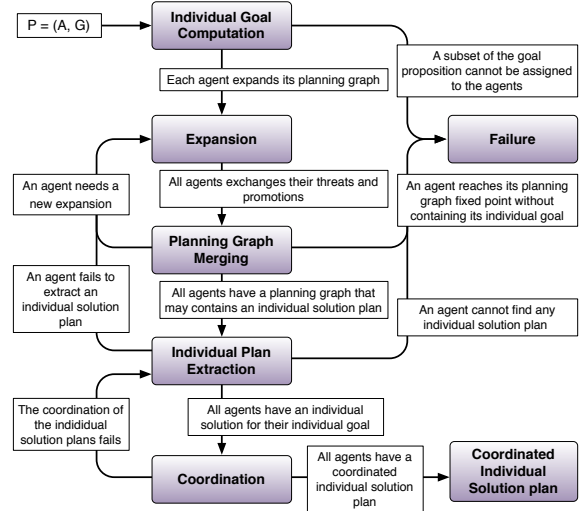 P = (A, G)
Individual Goal
Computation
A subset of the goal
proposition cannot be assigned
to the agents
Each agent expands its planning graph
Expansion
Failure
An agent needs a
new expansion
All agents exchanges their threats and
promotions
An agent reaches its planning
graph fixed point without
containing its individual goal
Planning Graph
Merging
An agent fails to
extract an
individual solution
plan
All agents have a planning graph that
may contains an individual solution plan
An agent cannot find any
individual solution plan
Individual Plan
Extraction
The coordination of
the indididual
solution plans fails
All agents have an individual
solution for their individual goal
Coordination
All agents have a
coordinated
individual solution
plan
Coordinated
Individual
Solution plan